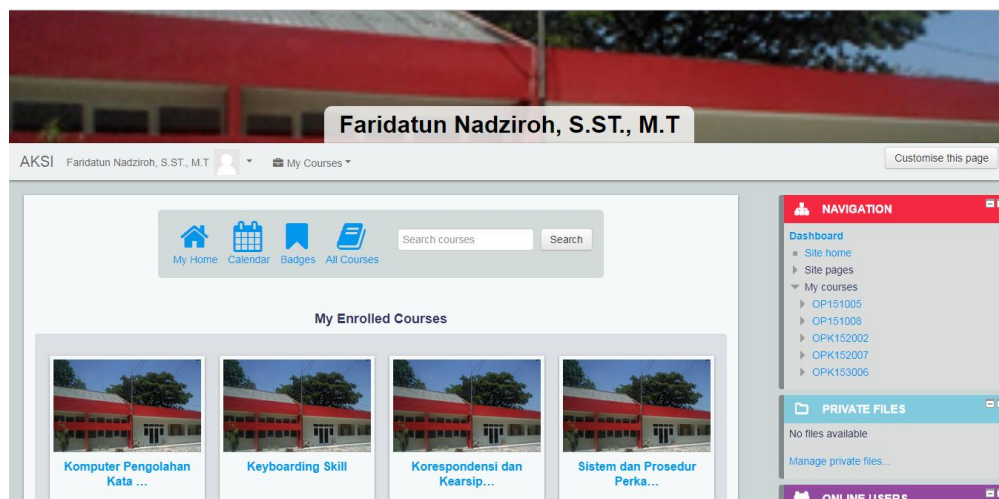 Faridatun Nadziroh, S.ST., M.T
AKSI Faridatun Nadziroh, S.ST., M.T My Courses
Customise this page
My Home Calendar Badges All Courses Search courses Search
My Enrolled Courses
Komputer Pengolahan
Kata ...
Keyboarding Skill
Korespondensi dan
Kearsip...
Sistem dan Prosedur
Perka...
NAVIGATION
Dashboard
Site home
Site pages
My courses
OP151005
OP151008
OPK152002
OPK152007
OPK153006
PRIVATE FILES
No files available
Manage private files...
ONLINE USERS